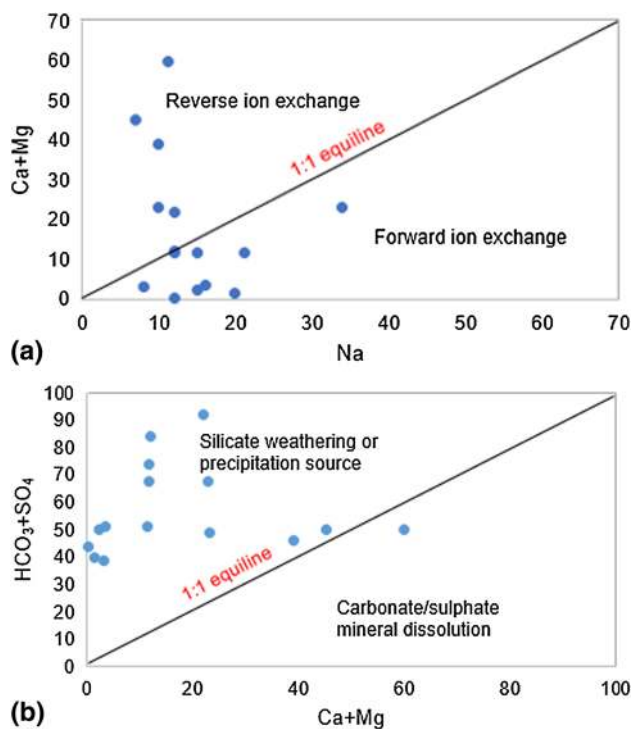 70
60
50
40
30
20
10
0
Ca+Mg
Reverse ion exchange
1:1 equiline
Forward ion exchange
0 10 20 30 40 50 60 70
(a)
Na
100
90
80
70
60
50
40
30
20
10
0
HCO₃+SO₄
Silicate weathering or
precipitation source
1:1 equiline
Carbonate/sulphate
mineral dissolution
0 20 40 60 80 100
(b)
Ca+Mg